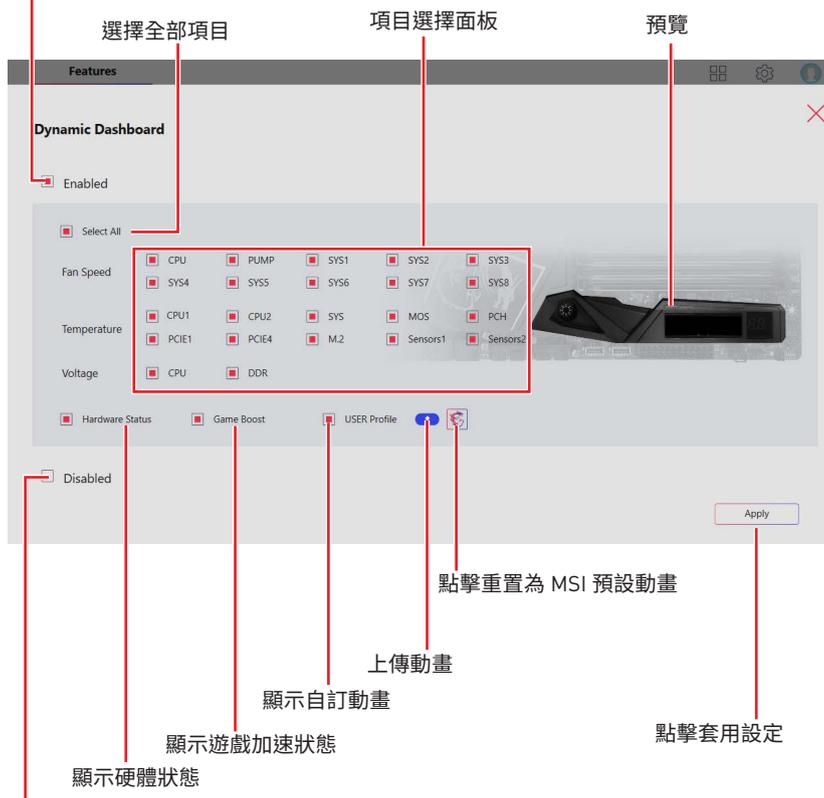 選擇全部項目
項目選擇面板
預覽
Features
Dynamic Dashboard
Enabled
Select All
Fan Speed
CPU PUMP SYS1 SYS2 SYS3
SYS4 SYS5 SYS6 SYS7 SYS8
Temperature
CPU1 CPU2 SYS MOS PCH
PCIE1 PCIE4 M.2 Sensors1 Sensors2
Voltage CPU DDR
Hardware Status Game Boost USER Profile
Disabled
Apply
點擊重置為 MSI 預設動畫
上傳動畫
顯示自訂動畫
點擊套用設定
顯示遊戲加速狀態
顯示硬體狀態